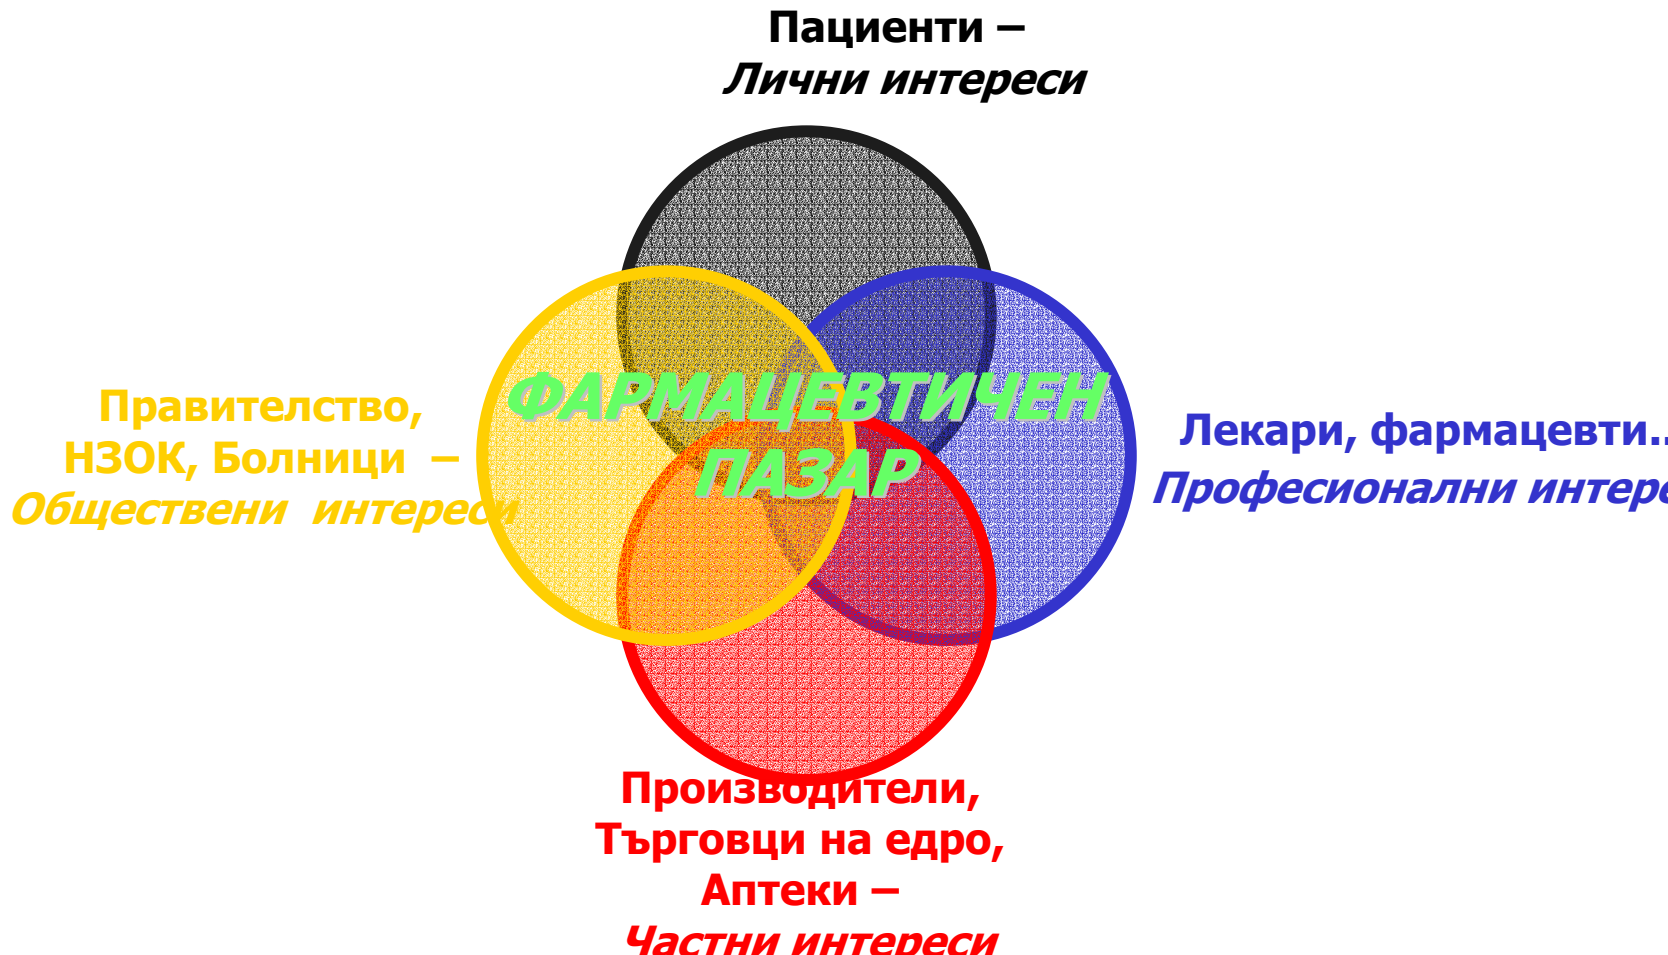 Пациенти –
Лични интереси
ФАРМАЦЕВТИЧЕН
ПАЗАР
Правителство,
НЗОК, Болници –
Обществени интереси
Лекари, фармацевти..
Професионални интере
Производители,
Търговци на едро,
Аптеки –
Частни интереси